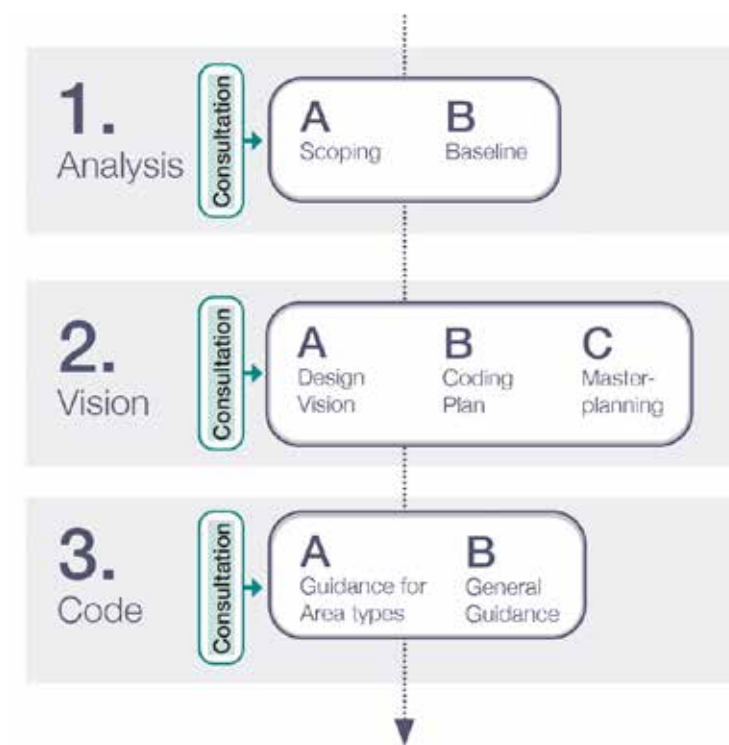 1.
Analysis
Consultation
A
Scoping
B
Baseline
2.
Vision
Consultation
A
Design
Vision
B
Coding
Plan
C
Master-
planning
3.
Code
Consultation
A
Guidance for
Area types
B
General
Guidance